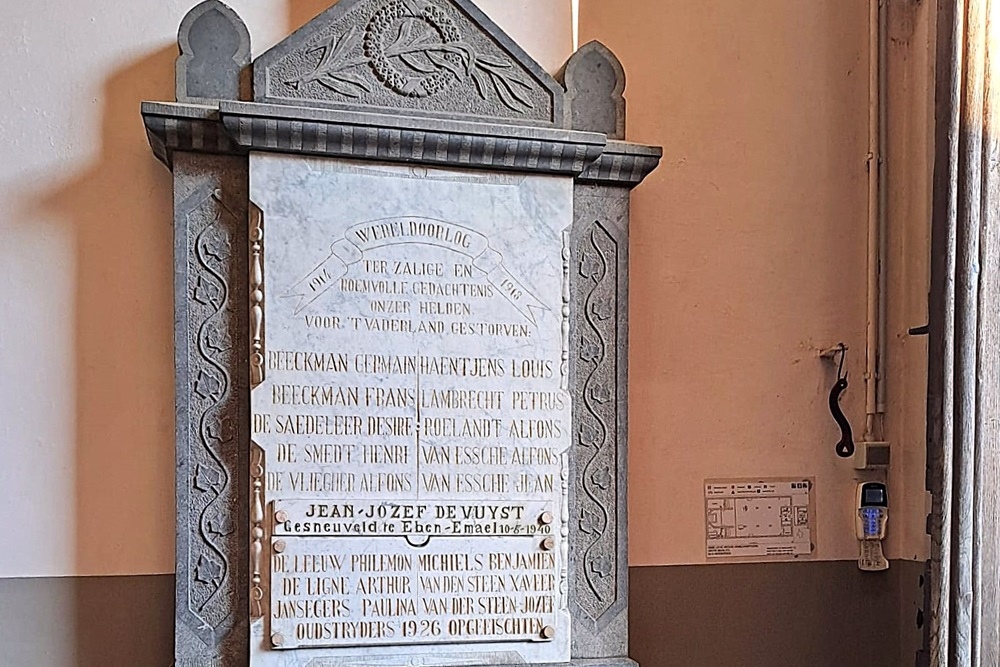 WERELDOORLOG
1914 1918
TER ZALIGE EN
ROEMVOLLE GEDACHTENIS
ONZER HELDEN
VOOR 'T VADERLAND GESTORVEN:
BEECKMAN GERMAIN HAENTJENS LOUIS
BEECKMAN FRANS LAMBRECHT PETRUS
DE SAEDELEER DESIRE ROELANDT ALFONS
DE SMEDT HENRI VAN ESSCHE ALFONS
DE VLIEGHER ALFONS VAN ESSCHE JEAN
JEAN-JOZEF DE VUYST
Gesneuveld te Eben-Emael 10-5-1940
DE LEEUW PHILEMON MICHIELS BENJAMIEN
DE LIGNE ARTHUR VAN DEN STEEN XAVEER
JANSEGERS PAULINA VAN DER STEEN JOZEF
OUDSTRYDERS 1926 OPGEEISCHTEN